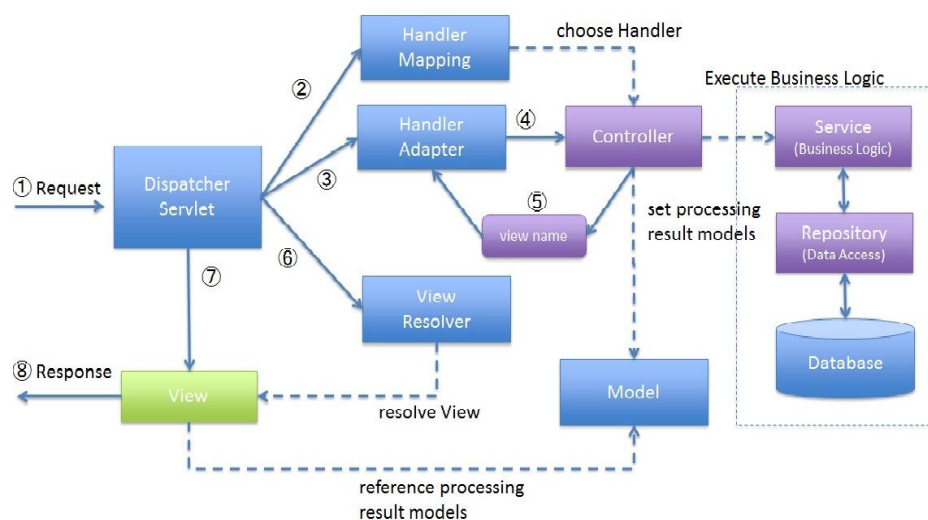 Handler
Mapping
choose Handler
②
Execute Business Logic
Handler
Adapter
④
Controller
Service
(Business Logic)
① Request
Dispatcher
Servlet
③
⑤
view name
set processing
result models
Repository
(Data Access)
⑥
⑦
View
Resolver
Database
⑧ Response
View
resolve View
Model
reference processing
result models